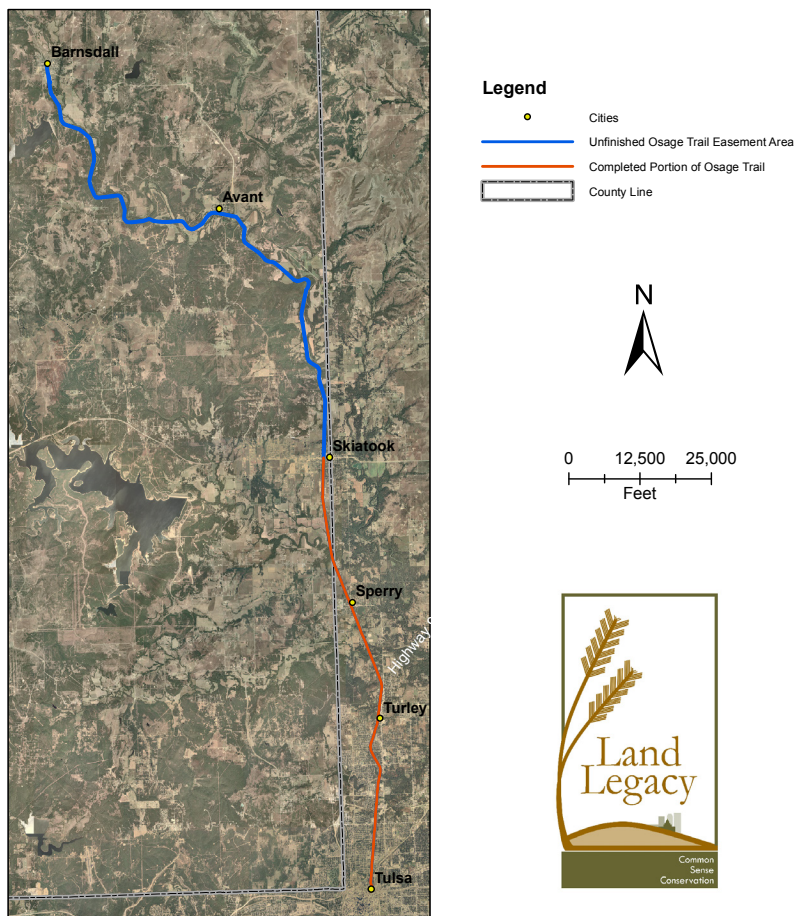 Barnsdall
Avant
Skiatook
Sperry
Highway
Turley
Tulsa
Legend
Cities
Unfinished Osage Trail Easement Area
Completed Portion of Osage Trail
County Line
N
0 12,500 25,000
Feet
Land
Legacy
Common
Sense
Conservation